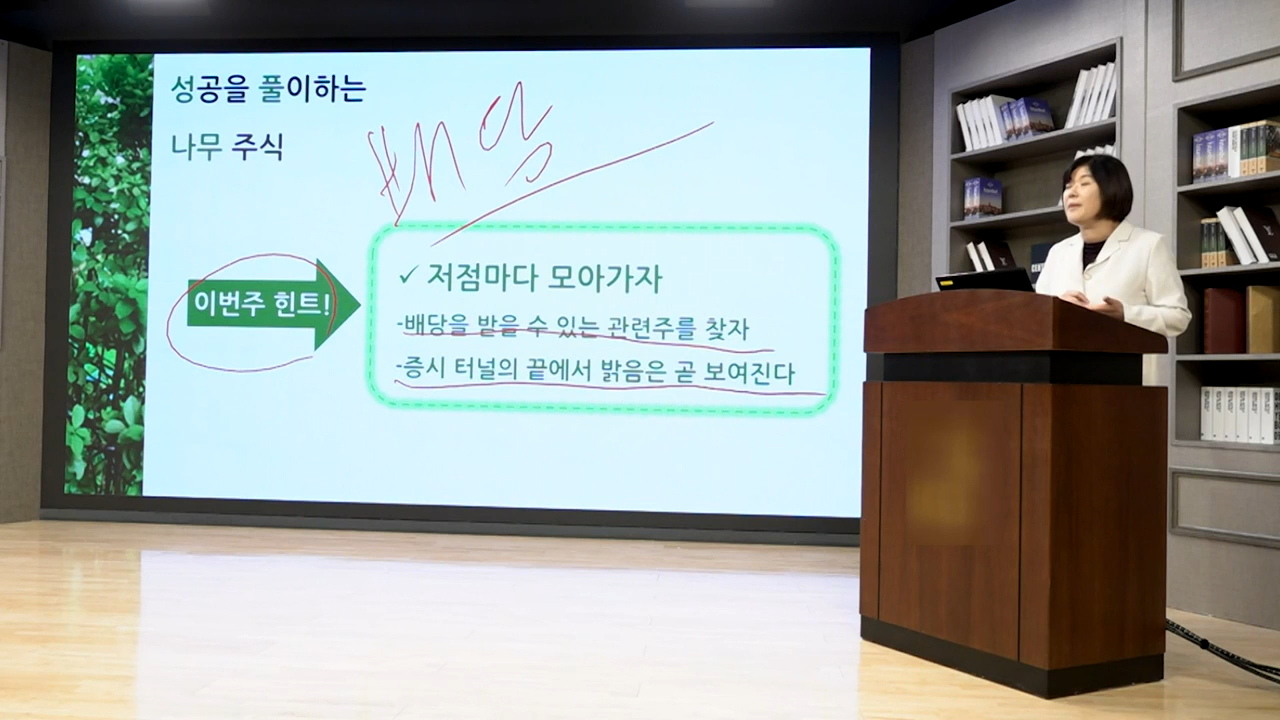 성공을 풀이하는
나무 주식
배당
이번주 힌트!
✓ 저점마다 모아가자
-배당을 받을 수 있는 관련주를 찾자
-증시 터널의 끝에서 밝음은 곧 보여진다